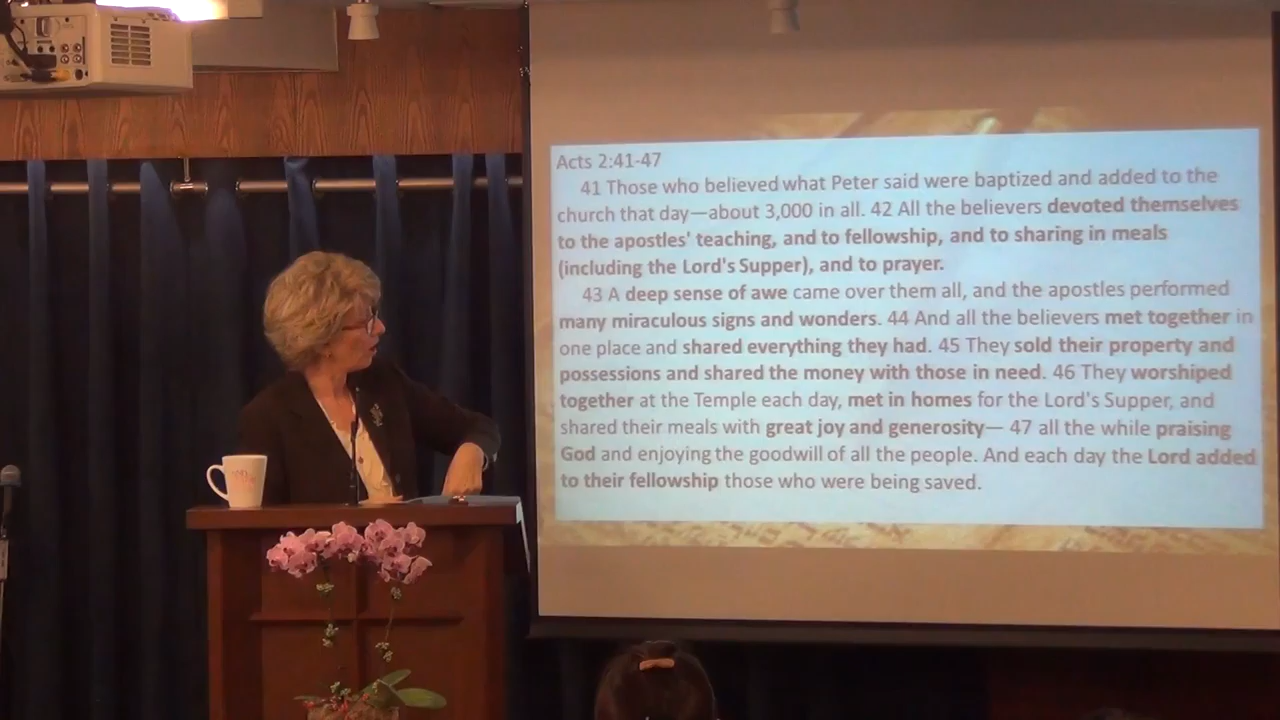 Acts 2:41-47
41 Those who believed what Peter said were baptized and added to the
church that day—about 3,000 in all. 42 All the believers devoted themselves
to the apostles' teaching, and to fellowship, and to sharing in meals
(including the Lord's Supper), and to prayer.
43 A deep sense of awe came over them all, and the apostles performed
many miraculous signs and wonders. 44 And all the believers met together in
one place and shared everything they had. 45 They sold their property and
possessions and shared the money with those in need. 46 They worshiped
together at the Temple each day, met in homes for the Lord's Supper, and
shared their meals with great joy and generosity— 47 all the while praising
God and enjoying the goodwill of all the people. And each day the Lord added
to their fellowship those who were being saved.